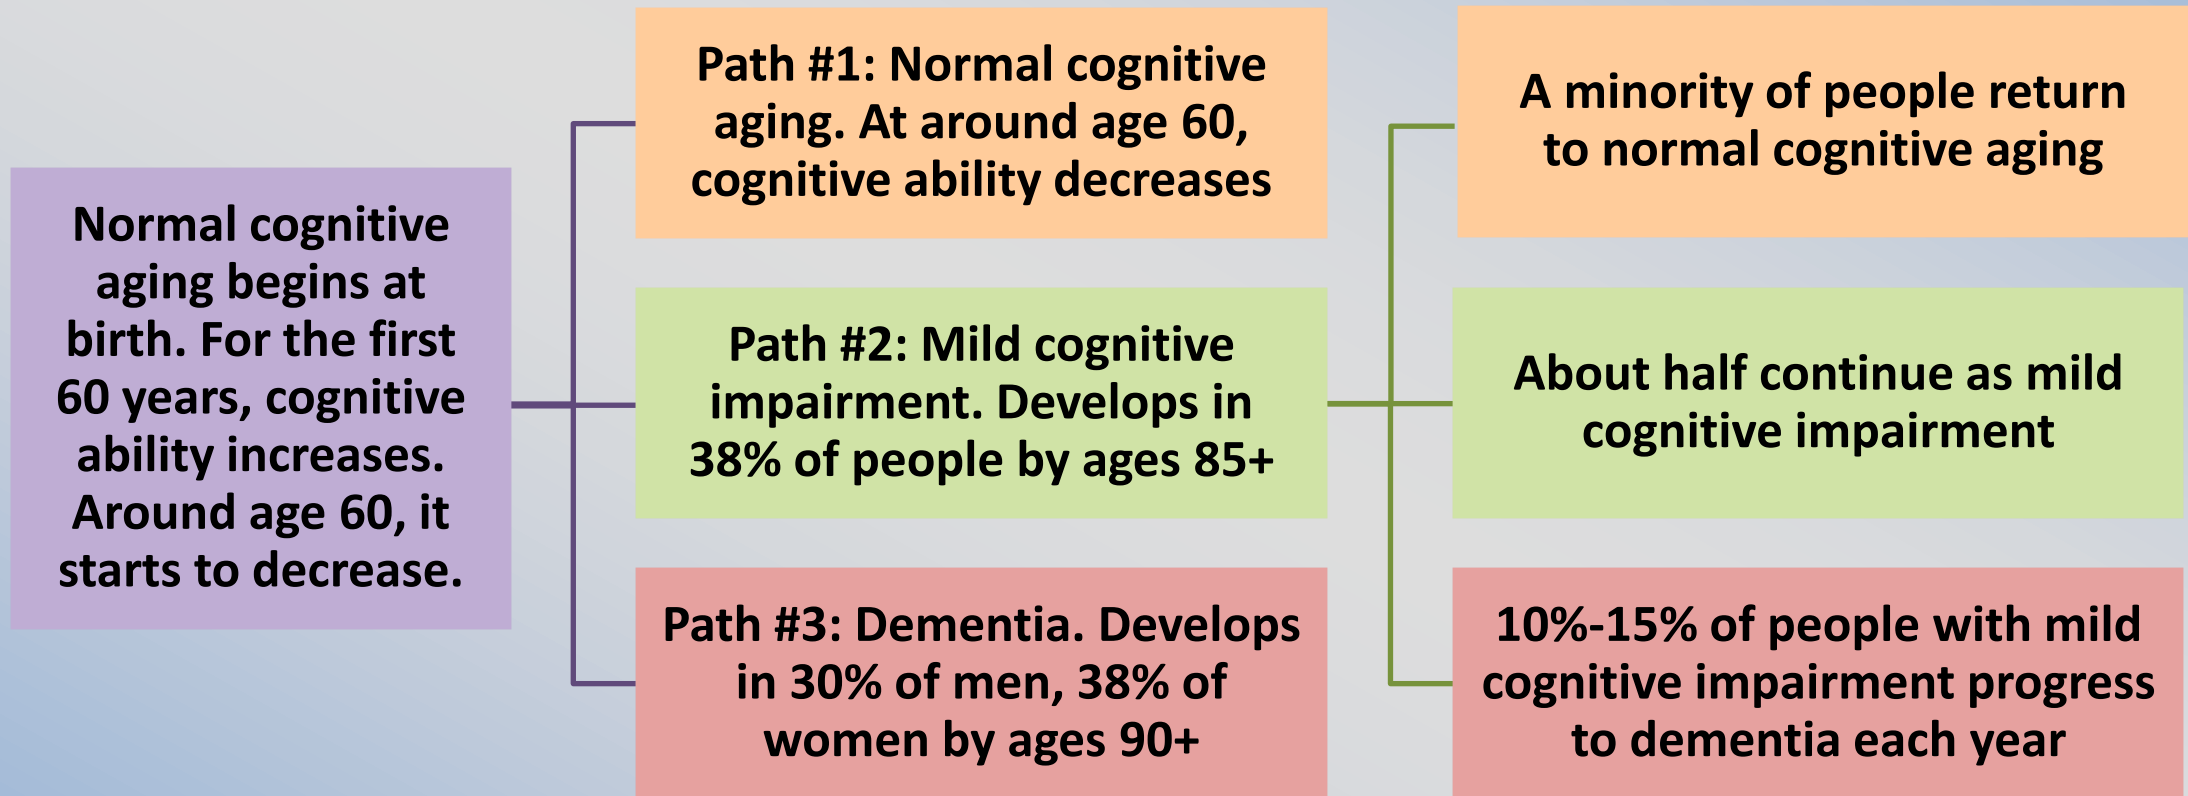 Normal cognitive
aging begins at
birth. For the first
60 years, cognitive
ability increases.
Around age 60, it
starts to decrease.
Path #1: Normal cognitive
aging. At around age 60,
cognitive ability decreases
Path #2: Mild cognitive
impairment. Develops in
38% of people by ages 85+
Path #3: Dementia. Develops
in 30% of men, 38% of
women by ages 90+
A minority of people return
to normal cognitive aging
About half continue as mild
cognitive impairment
10%-15% of people with mild
cognitive impairment progress
to dementia each year